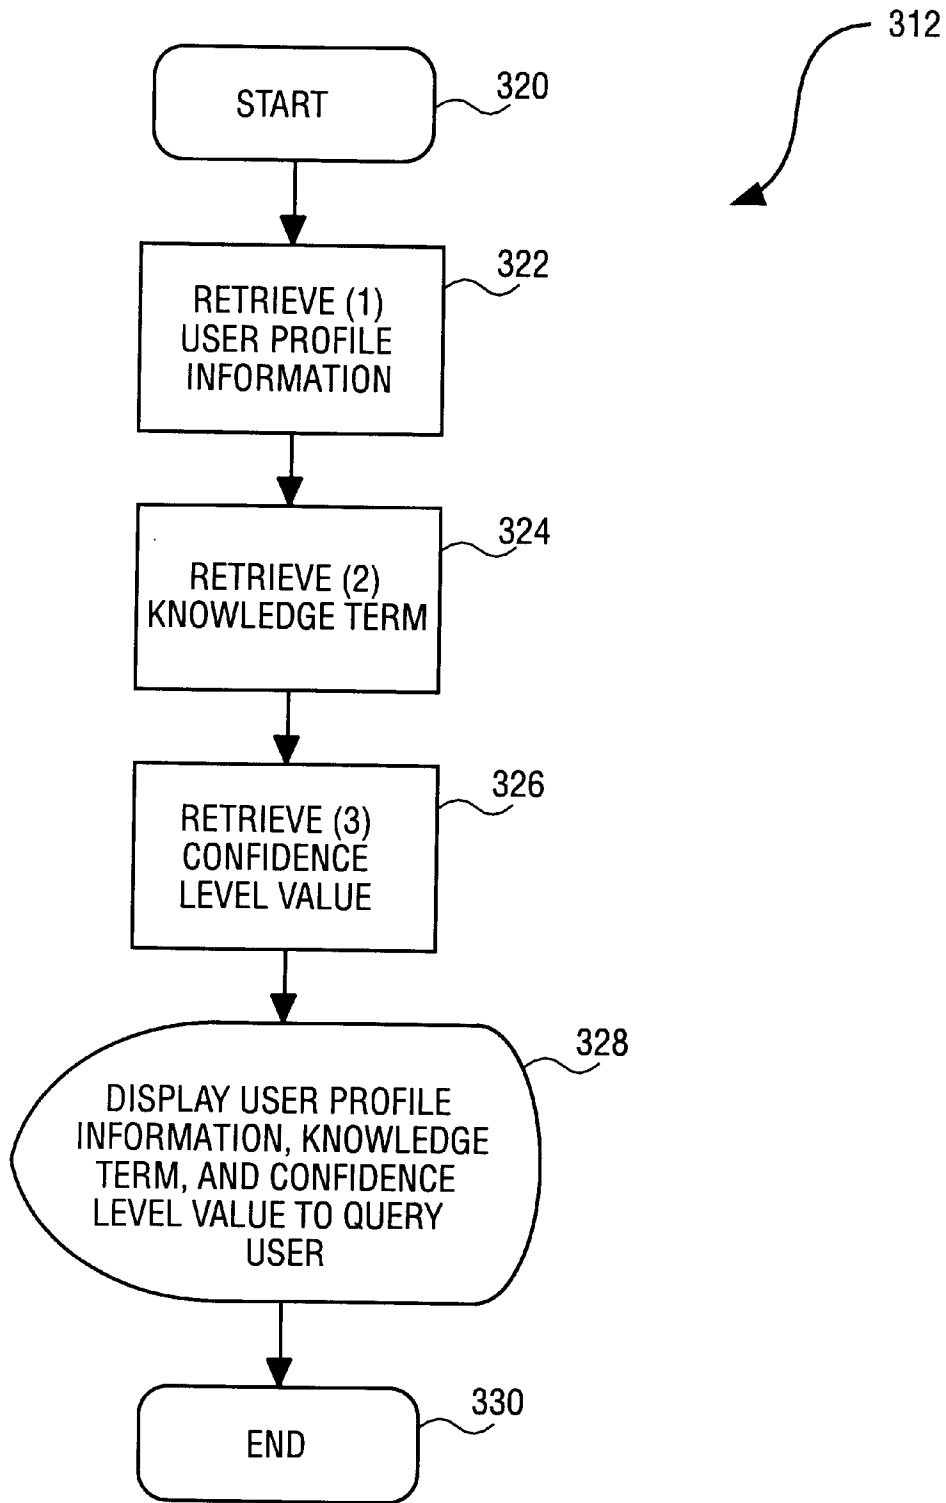 312
START
320
322
RETRIEVE (1)
USER PROFILE
INFORMATION
324
RETRIEVE (2)
KNOWLEDGE TERM
326
RETRIEVE (3)
CONFIDENCE
LEVEL VALUE
328
DISPLAY USER PROFILE
INFORMATION, KNOWLEDGE
TERM, AND CONFIDENCE
LEVEL VALUE TO QUERY
USER
330
END